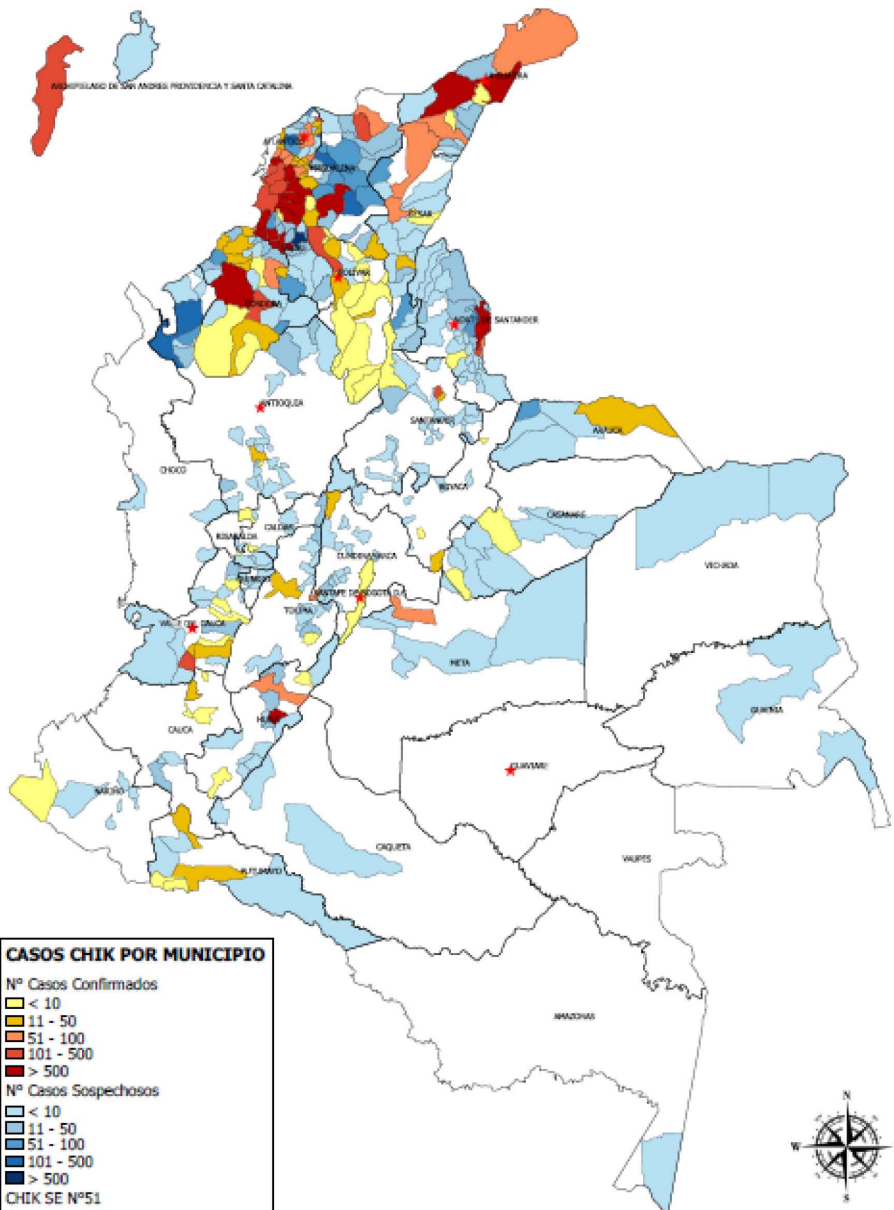 LA GUAJIRA
ARCHIPIELAGO DE SAN ANDRES PROVIDENCIA Y SANTA CATALINA
ATLANTICO
MAGDALENA
CESAR
BOLIVAR
CORDOBA
NORTE DE SANTANDER
ANTIOQUIA
SANTANDER
ARAUCA
CHOCO
BOYACA
CASANARE
CALDAS
RISARALDA
CUNDINAMARCA
VICHADA
QUINDIO
SANTAFE DE BOGOTA D.C
TOLIMA
VALLE DEL CAUCA
META
GUAINIA
HUILA
CAUCA
GUAVIARE
NARIÑO
CAQUETA
VAUPES
PUTUMAYO
AMAZONAS
CASOS CHIK POR MUNICIPIO
N° Casos Confirmados
< 10
11 - 50
51 - 100
101 - 500
> 500
N° Casos Sospechosos
< 10
11 - 50
51 - 100
101 - 500
> 500
CHIK SE N°51
N
W
S